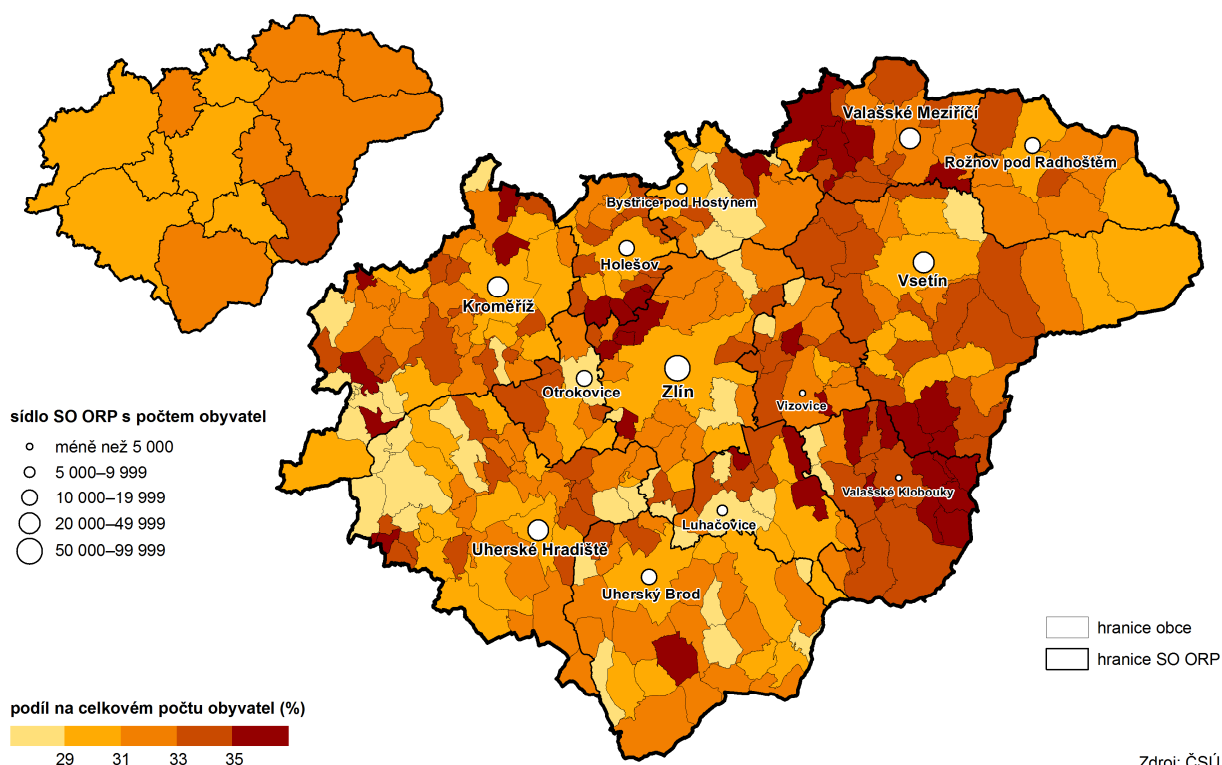 Valašské Meziříčí
Rožnov pod Radhoštěm
Bystřice pod Hostýnem
Holešov
Vsetín
Kroměříž
Otrokovice
Zlín
Vizovice
sídlo SO ORP s počtem obyvatel
méně než 5 000
5 000–9 999
10 000–19 999
20 000–49 999
50 000–99 999
Valašské Klobouky
Luhačovice
Uherské Hradiště
Uherský Brod
hranice obce
hranice SO ORP
podíl na celkovém počtu obyvatel (%)
29 31 33 35
Zdroj: ČSÚ